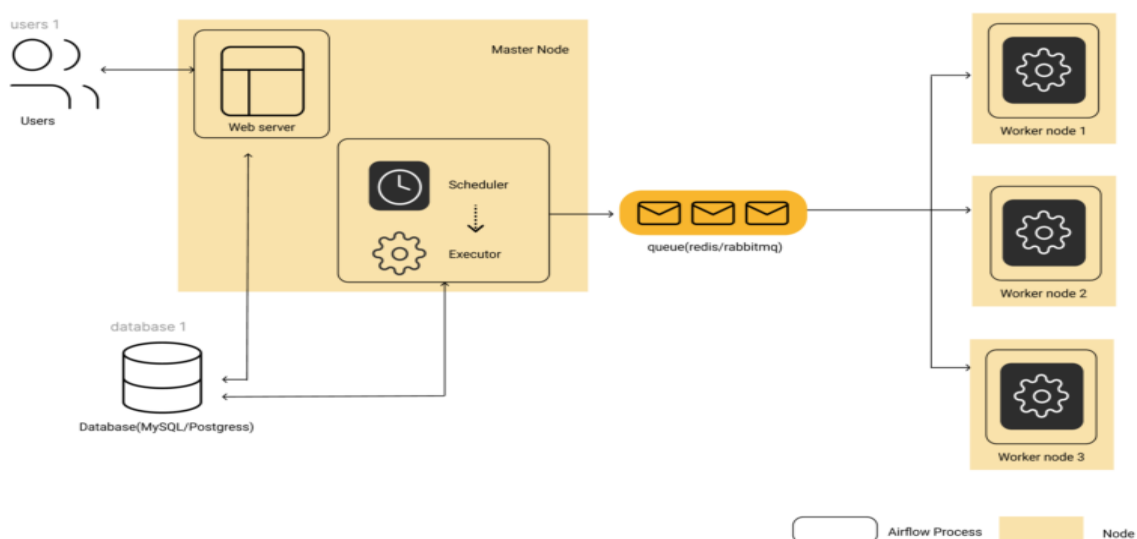 users 1
Users
Master Node
Web server
Scheduler
Executor
queue(redis/rabbitmq)
Worker node 1
Worker node 2
Worker node 3
database 1
Database(MySQL/Postgress)
Airflow Process
Node